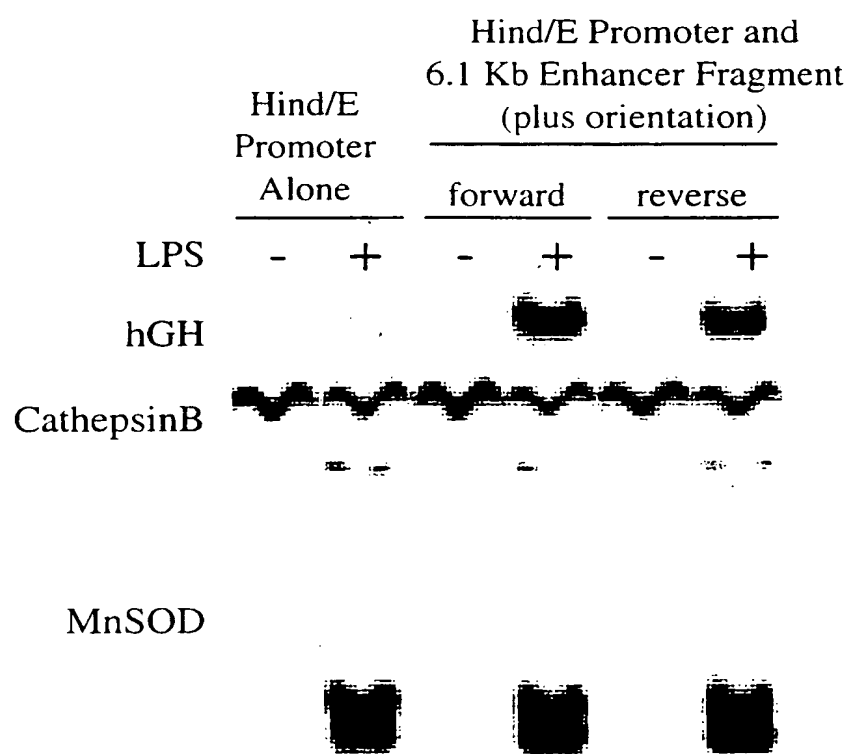 Hind/E Promoter and
6.1 Kb Enhancer Fragment
(plus orientation)
Hind/E
Promoter
Alone
forward reverse
LPS - + - + - +
hGH
CathepsinB
MnSOD